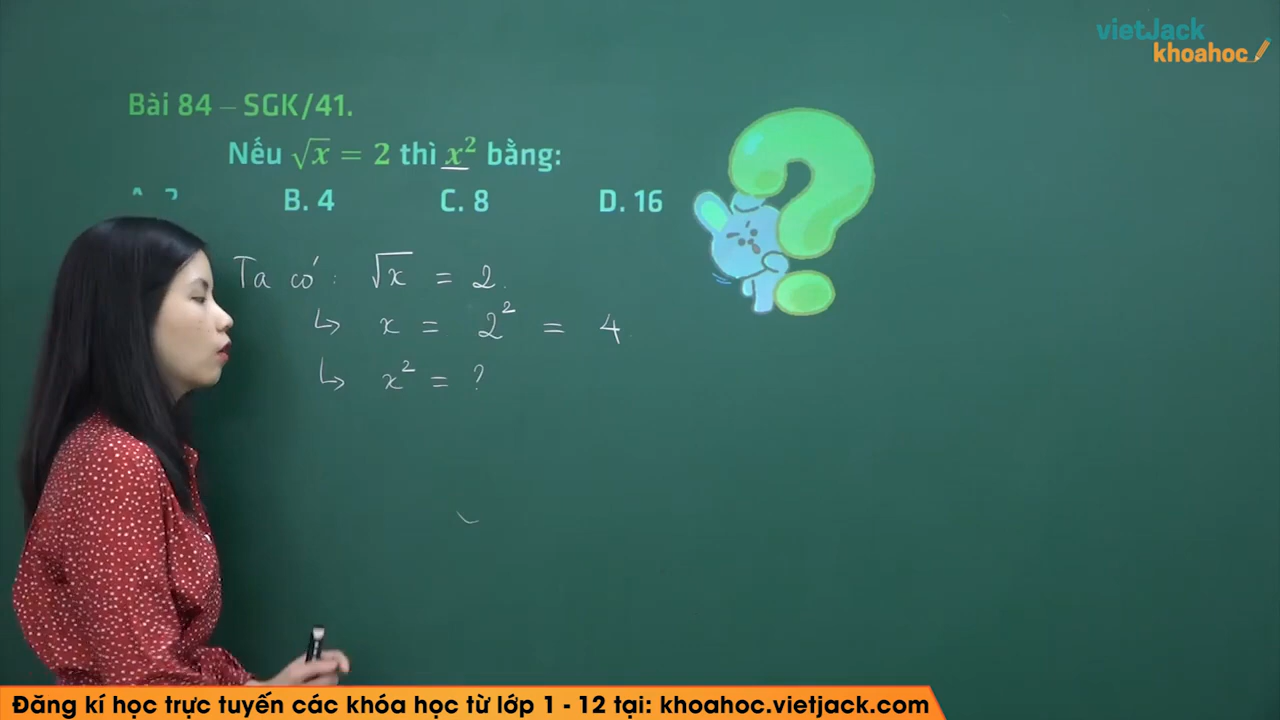 vietJack
khoahoc
Bài 84 – SGK/41.
Nếu √x = 2 thì x² bằng:
B. 4 C. 8 D. 16
Ta có: √x = 2.
↳ x = 2² = 4
↳ x² = ?
Đăng kí học trực tuyến các khóa học từ lớp 1 - 12 tại: khoahoc.vietjack.com